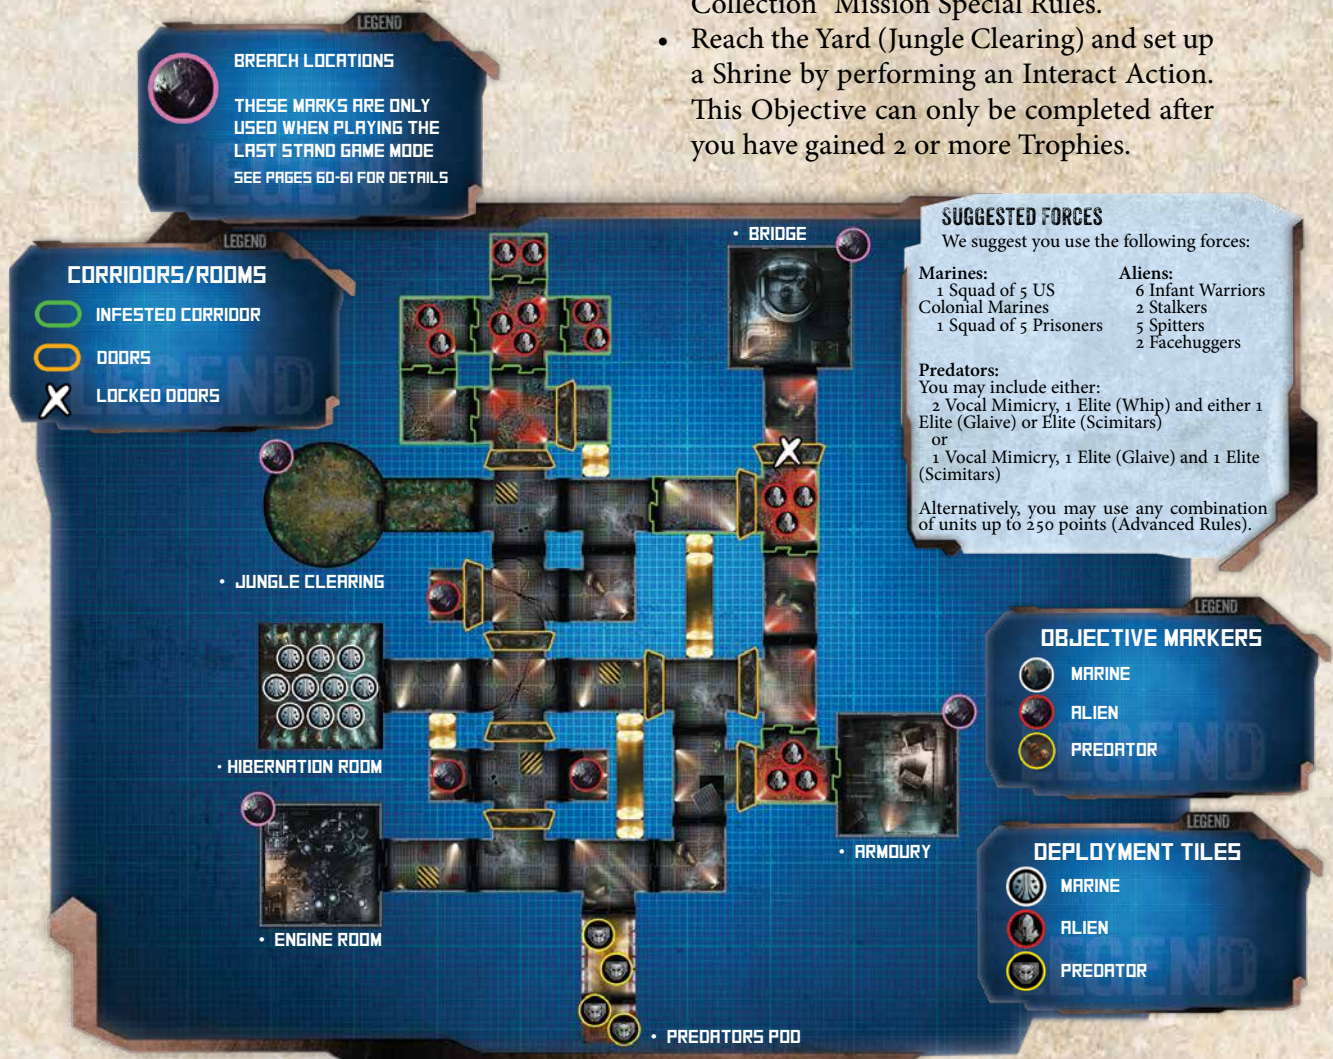 Collection" Mission Special Rules.
• Reach the Yard (Jungle Clearing) and set up
a Shrine by performing an Interact Action.
This Objective can only be completed after
you have gained 2 or more Trophies.
LEGEND
BREACH LOCATIONS
THESE MARKS ARE ONLY
USED WHEN PLAYING THE
LAST STAND GAME MODE
SEE PAGES 60-61 FOR DETAILS
LEGEND
LEGEND
CORRIDORS/ROOMS
INFESTED CORRIDOR
DOORS
LOCKED DOORS
LEGEND
• BRIDGE
SUGGESTED FORCES
We suggest you use the following forces:
Marines:
1 Squad of 5 US
Colonial Marines
1 Squad of 5 Prisoners
Aliens:
6 Infant Warriors
2 Stalkers
5 Spitters
2 Facehuggers
Predators:
You may include either:
2 Vocal Mimicry, 1 Elite (Whip) and either 1
Elite (Glaive) or Elite (Scimitars)
or
1 Vocal Mimicry, 1 Elite (Glaive) and 1 Elite
(Scimitars)
Alternatively, you may use any combination
of units up to 250 points (Advanced Rules).
• JUNGLE CLEARING
• HIBERNATION ROOM
• ENGINE ROOM
• ARMOURY
• PREDATORS POD
LEGEND
OBJECTIVE MARKERS
MARINE
ALIEN
PREDATOR
LEGEND
LEGEND
DEPLOYMENT TILES
MARINE
ALIEN
PREDATOR
LEGEND